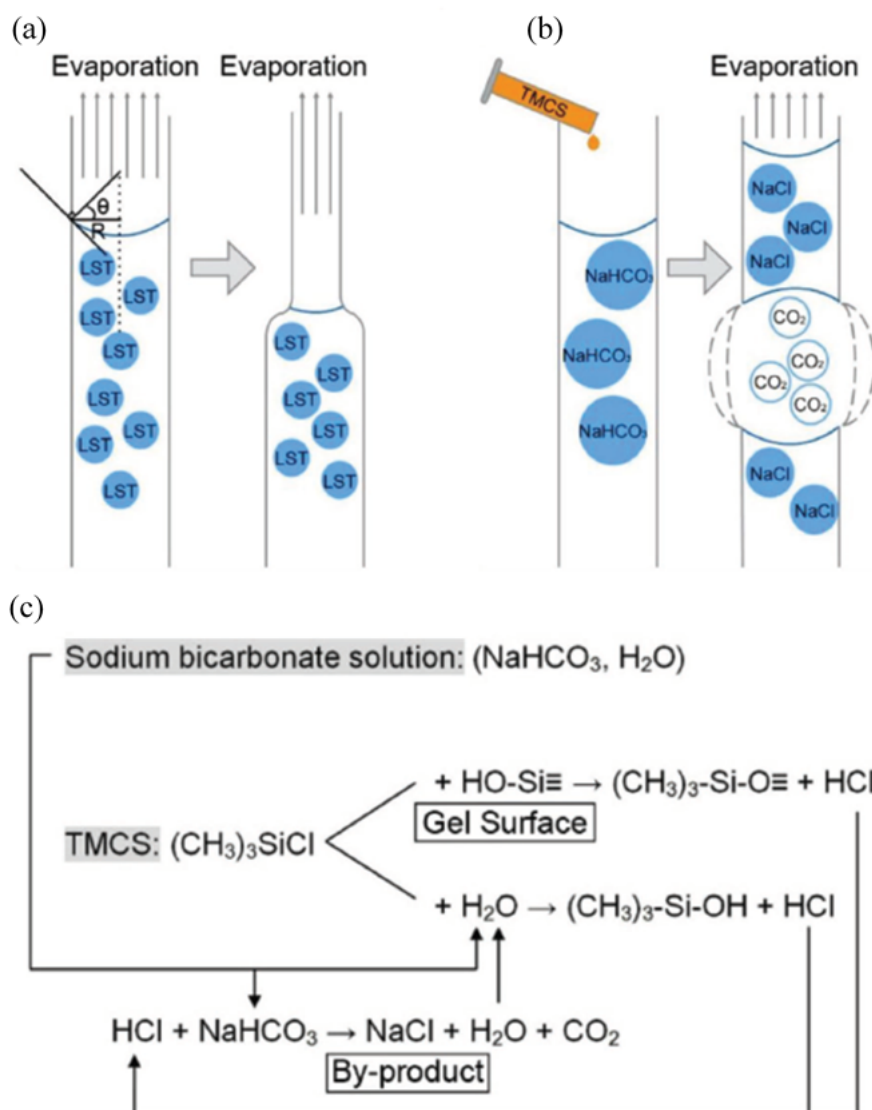 (a)
Evaporation
Evaporation
θ
R
LST
LST
LST
LST
LST
LST
LST
LST
LST
LST
LST
LST
LST
LST
(b)
TMCS
Evaporation
NaHCO₃
NaHCO₃
NaHCO₃
NaCl
NaCl
NaCl
CO₂
CO₂
CO₂
CO₂
NaCl
NaCl
(c)
Sodium bicarbonate solution: (NaHCO₃, H₂O)
+ HO-Si≡ → (CH₃)₃-Si-O≡ + HCl
Gel Surface
TMCS: (CH₃)₃SiCl
+ H₂O → (CH₃)₃-Si-OH + HCl
HCl + NaHCO₃ → NaCl + H₂O + CO₂
By-product